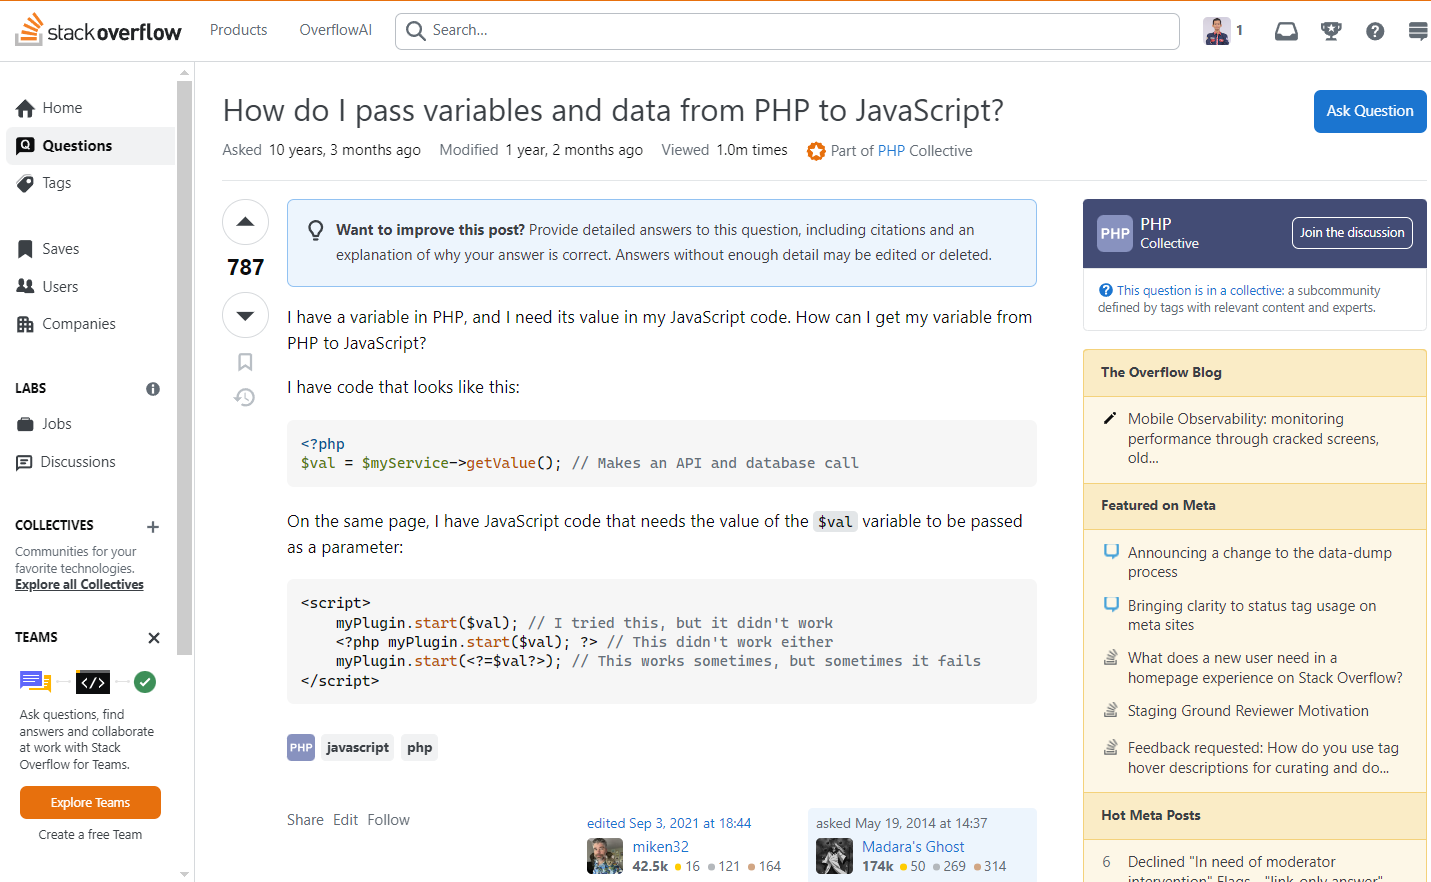 stackoverflow
Products
OverflowAI
Search...
1
Home
Questions
Tags
Saves
Users
Companies
LABS
Jobs
Discussions
COLLECTIVES
Communities for your
favorite technologies.
Explore all Collectives
TEAMS
</>
Ask questions, find
answers and collaborate
at work with Stack
Overflow for Teams.
Explore Teams
Create a free Team
How do I pass variables and data from PHP to JavaScript?
Ask Question
Asked 10 years, 3 months ago Modified 1 year, 2 months ago Viewed 1.0m times Part of PHP Collective
787
Want to improve this post? Provide detailed answers to this question, including citations and an
explanation of why your answer is correct. Answers without enough detail may be edited or deleted.
I have a variable in PHP, and I need its value in my JavaScript code. How can I get my variable from
PHP to JavaScript?
I have code that looks like this:
<?php
$val = $myService->getValue(); // Makes an API and database call
On the same page, I have JavaScript code that needs the value of the $val variable to be passed
as a parameter:
<script>
    myPlugin.start($val); // I tried this, but it didn't work
    <?php myPlugin.start($val); ?> // This didn't work either
    myPlugin.start(<?=$val?>); // This works sometimes, but sometimes it fails
</script>
PHP javascript php
Share Edit Follow
edited Sep 3, 2021 at 18:44
miken32
42.5k 16 121 164
asked May 19, 2014 at 14:37
Madara's Ghost
174k 50 269 314
PHP
PHP
Collective
Join the discussion
This question is in a collective: a subcommunity
defined by tags with relevant content and experts.
The Overflow Blog
Mobile Observability: monitoring
performance through cracked screens,
old...
Featured on Meta
Announcing a change to the data-dump
process
Bringing clarity to status tag usage on
meta sites
What does a new user need in a
homepage experience on Stack Overflow?
Staging Ground Reviewer Motivation
Feedback requested: How do you use tag
hover descriptions for curating and do...
Hot Meta Posts
6 Declined "In need of moderator
intervention" Flags - "link-only answer"